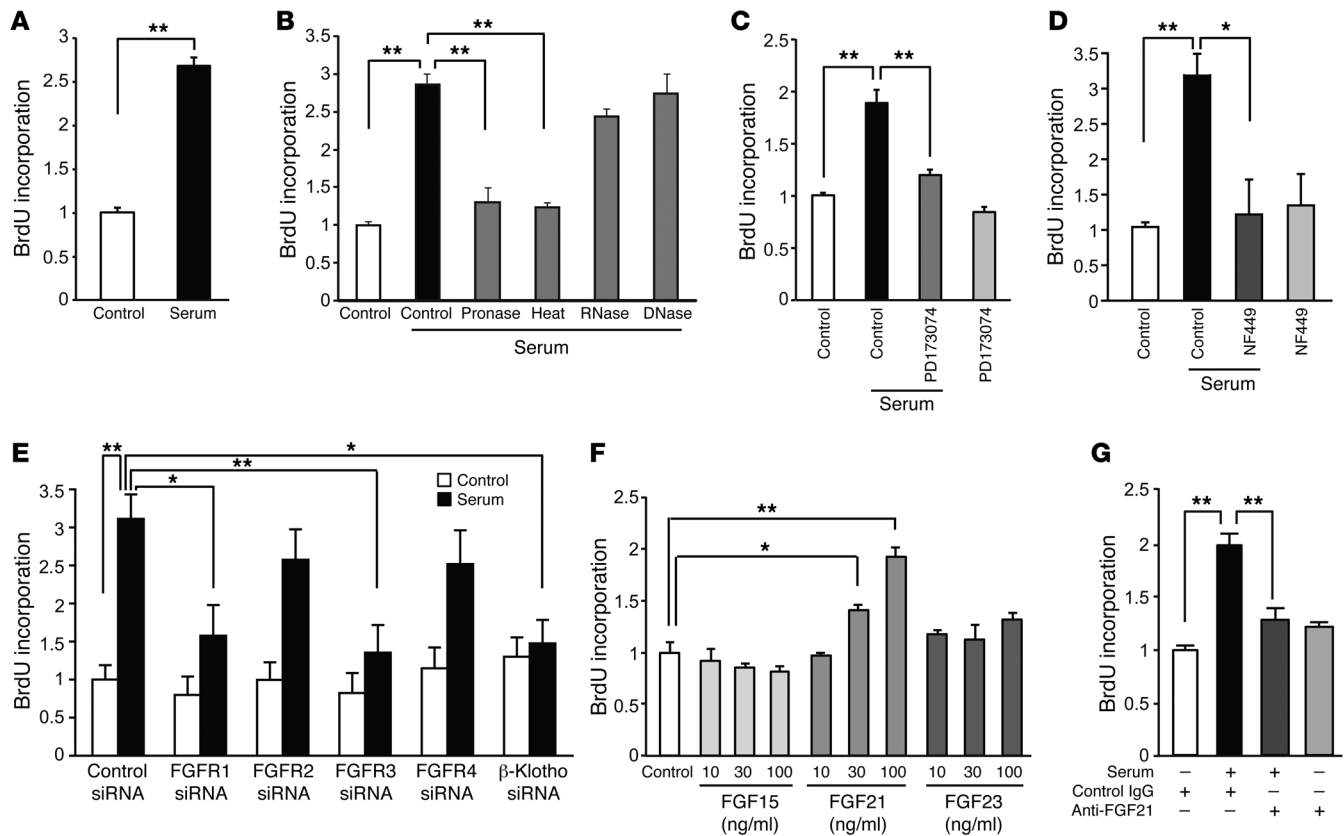 A
**
BrdU incorporation
3
2.5
2
1.5
1
0.5
0
Control Serum
B
**
** **
BrdU incorporation
3.5
3
2.5
2
1.5
1
0.5
0
Control Control Pronase Heat RNase DNase
Serum
C
** **
BrdU incorporation
2.5
2
1.5
1
0.5
0
Control
Control
PD173074
PD173074
Serum
D
** *
BrdU incorporation
3.5
3
2.5
2
1.5
1
0.5
0
Control
Control
NF449
NF449
Serum
E
** *
**
*
Control
Serum
BrdU incorporation
3.5
3
2.5
2
1.5
1
0.5
0
Control FGFR1 FGFR2 FGFR3 FGFR4 β-Klotho
siRNA siRNA siRNA siRNA siRNA siRNA
F
**
*
BrdU incorporation
2.5
2
1.5
1
0.5
0
Control 10 30 100 10 30 100 10 30 100
FGF15 FGF21 FGF23
(ng/ml) (ng/ml) (ng/ml)
G
** **
BrdU incorporation
2.5
2
1.5
1
0.5
0
Serum – + + –
Control IgG + + – –
Anti-FGF21 – – + +